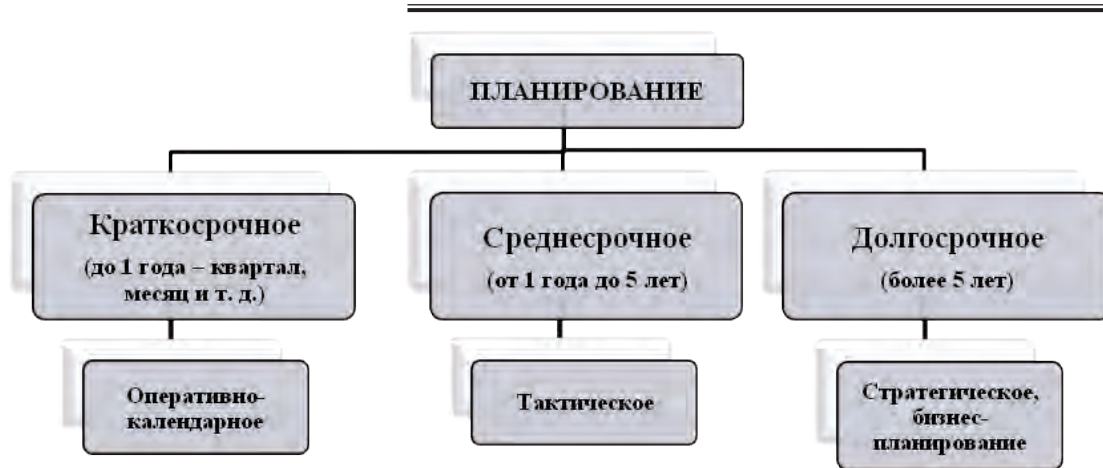 ПЛАНИРОВАНИЕ
Краткосрочное
(до 1 года – квартал,
месяц и т. д.)
Среднесрочное
(от 1 года до 5 лет)
Долгосрочное
(более 5 лет)
Оперативно-
календарное
Тактическое
Стратегическое,
бизнес-
планирование